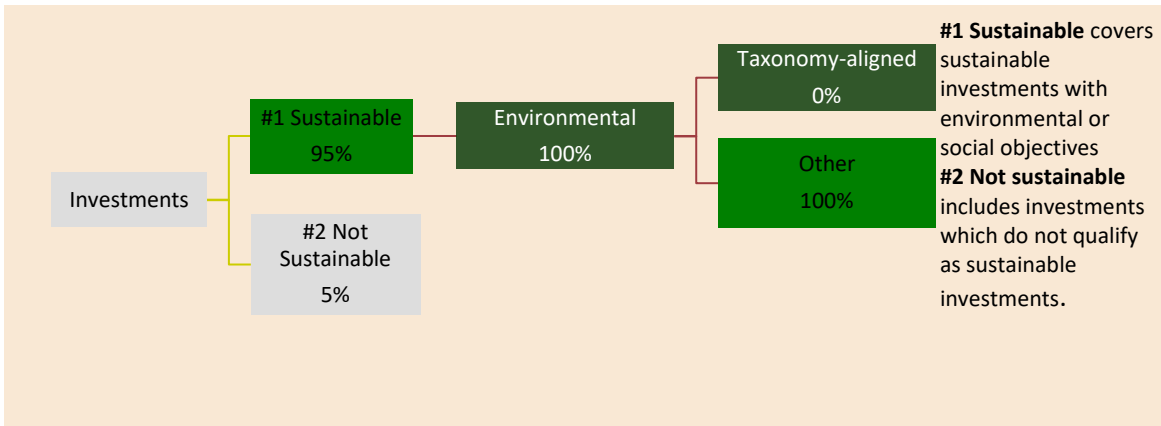 Investments
#1 Sustainable
95%
#2 Not
Sustainable
5%
Environmental
100%
Taxonomy-aligned
0%
Other
100%
#1 Sustainable covers
sustainable
investments with
environmental or
social objectives
#2 Not sustainable
includes investments
which do not qualify
as sustainable
investments.